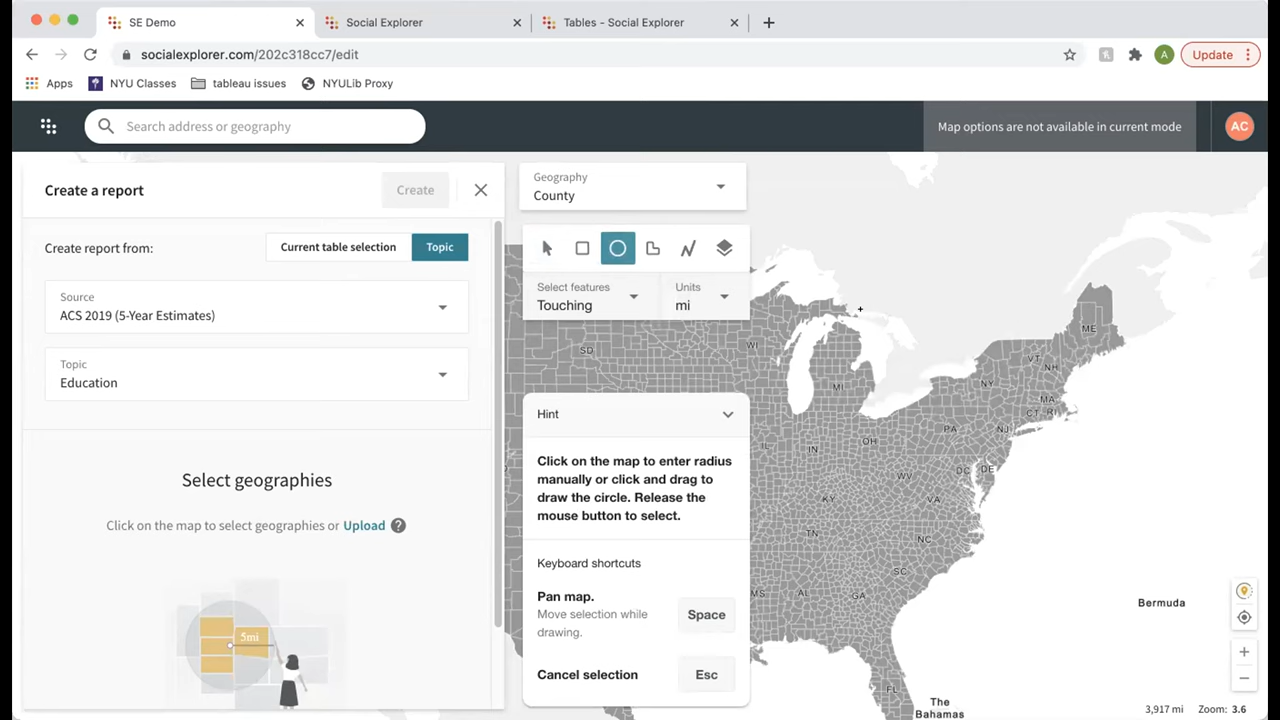 SE Demo
Social Explorer
Tables - Social Explorer
socialexplorer.com/202c318cc7/edit
A
Update
Apps
NYU Classes
tableau issues
NYULib Proxy
Search address or geography
Map options are not available in current mode
AC
Create a report
Create
Create report from:
Current table selection
Topic
Source
ACS 2019 (5-Year Estimates)
Topic
Education
Select geographies
Click on the map to select geographies or Upload ?
5mi
Geography
County
Select features
Touching
Units
mi
Hint
Click on the map to enter radius
manually or click and drag to
draw the circle. Release the
mouse button to select.
Keyboard shortcuts
Pan map.
Move selection while
drawing.
Space
Cancel selection
Esc
ME
VT
NH
SD
WI
MI
NY
MA
CT
RI
PA
NJ
IL
IN
OH
WV
DC
DE
KY
VA
TN
NC
SC
MS
AL
GA
FL
Bermuda
The
Bahamas
3,917 mi
Zoom: 3.6